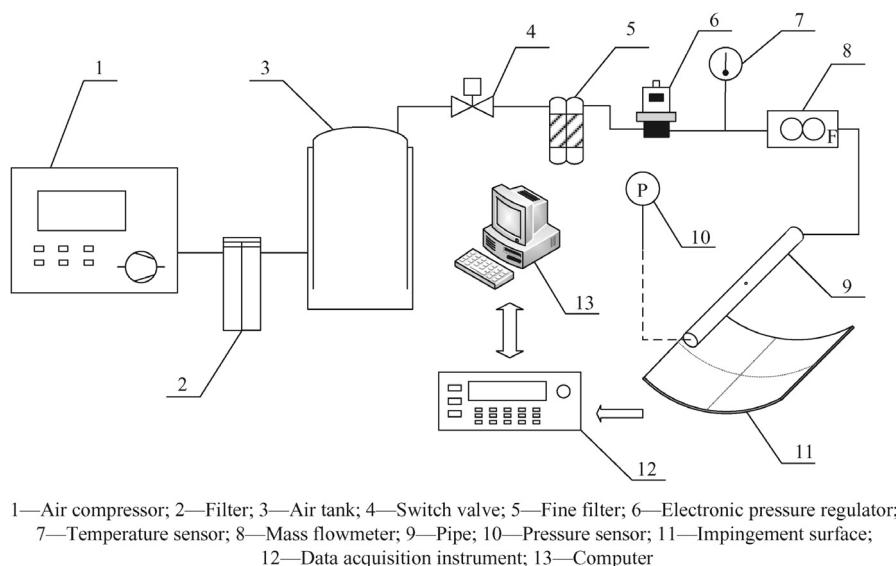 1
2
3
4
5
6
7
8
F
P
10
9
13
11
12
1—Air compressor; 2—Filter; 3—Air tank; 4—Switch valve; 5—Fine filter; 6—Electronic pressure regulator;
7—Temperature sensor; 8—Mass flowmeter; 9—Pipe; 10—Pressure sensor; 11—Impingement surface;
12—Data acquisition instrument; 13—Computer